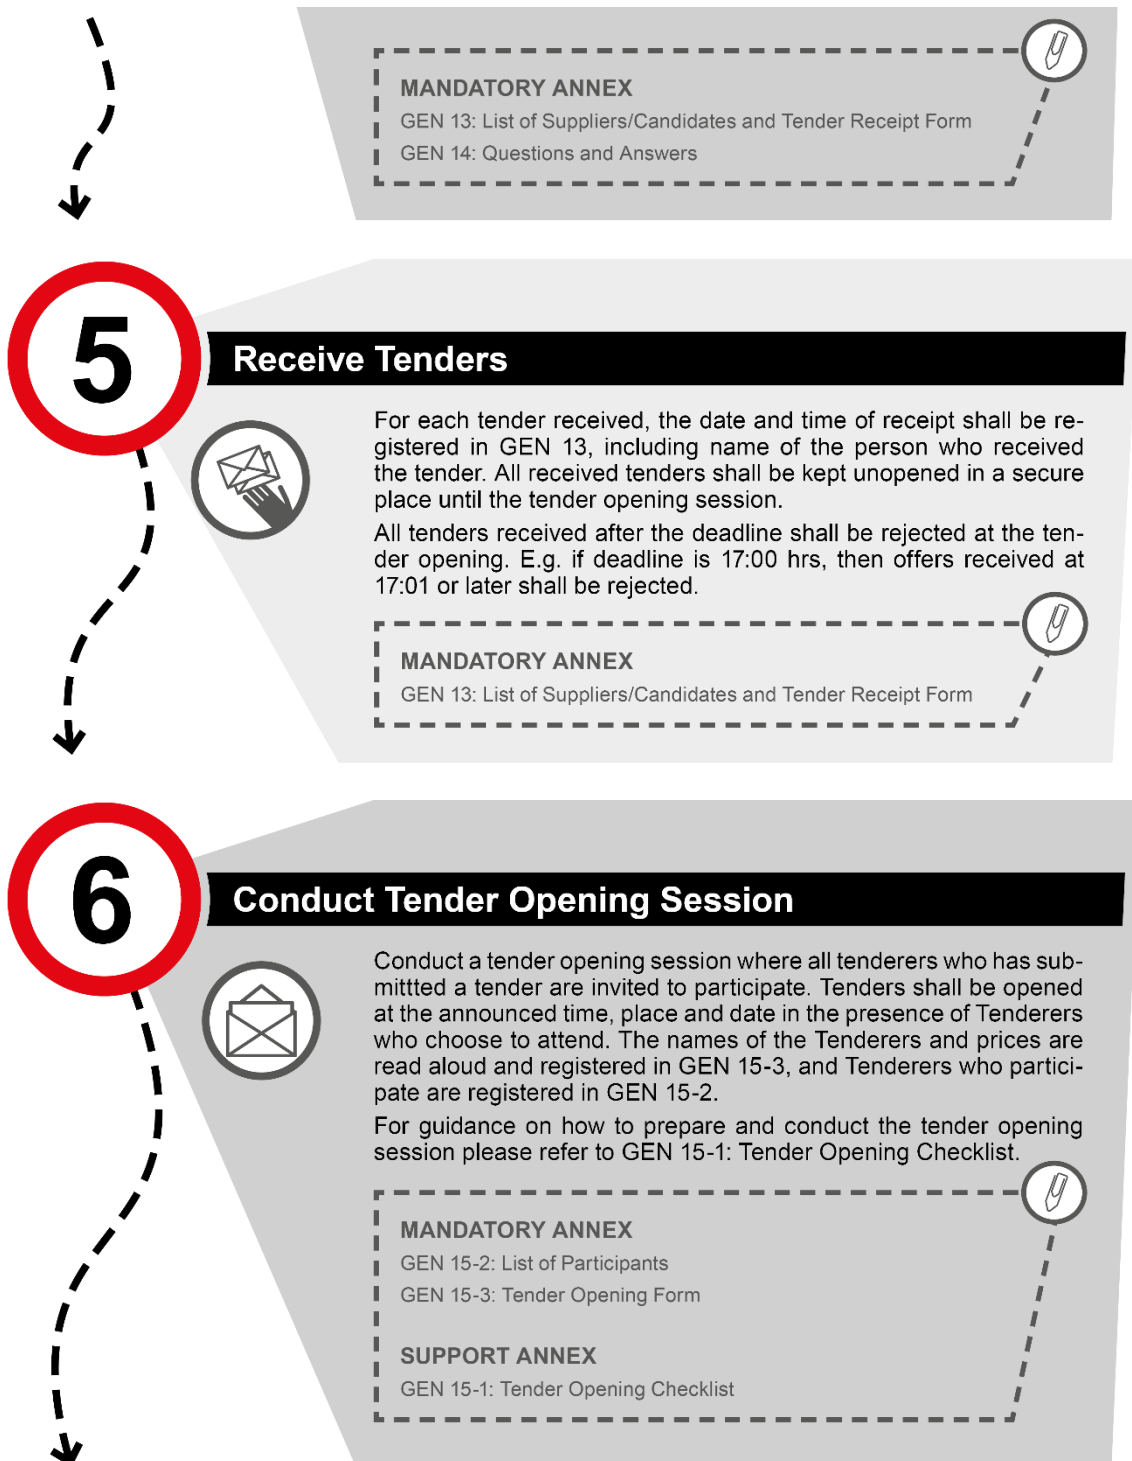 MANDATORY ANNEX
GEN 13: List of Suppliers/Candidates and Tender Receipt Form
GEN 14: Questions and Answers
5
Receive Tenders
For each tender received, the date and time of receipt shall be re-
gistered in GEN 13, including name of the person who received
the tender. All received tenders shall be kept unopened in a secure
place until the tender opening session.
All tenders received after the deadline shall be rejected at the ten-
der opening. E.g. if deadline is 17:00 hrs, then offers received at
17:01 or later shall be rejected.
MANDATORY ANNEX
GEN 13: List of Suppliers/Candidates and Tender Receipt Form
6
Conduct Tender Opening Session
Conduct a tender opening session where all tenderers who has sub-
mittted a tender are invited to participate. Tenders shall be opened
at the announced time, place and date in the presence of Tenderers
who choose to attend. The names of the Tenderers and prices are
read aloud and registered in GEN 15-3, and Tenderers who partici-
pate are registered in GEN 15-2.
For guidance on how to prepare and conduct the tender opening
session please refer to GEN 15-1: Tender Opening Checklist.
MANDATORY ANNEX
GEN 15-2: List of Participants
GEN 15-3: Tender Opening Form
SUPPORT ANNEX
GEN 15-1: Tender Opening Checklist